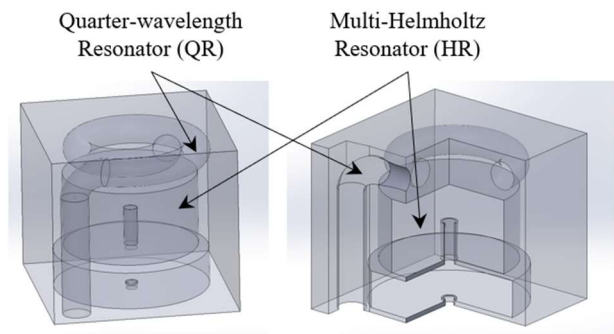 Quarter-wavelength
Resonator (QR)
Multi-Helmholtz
Resonator (HR)